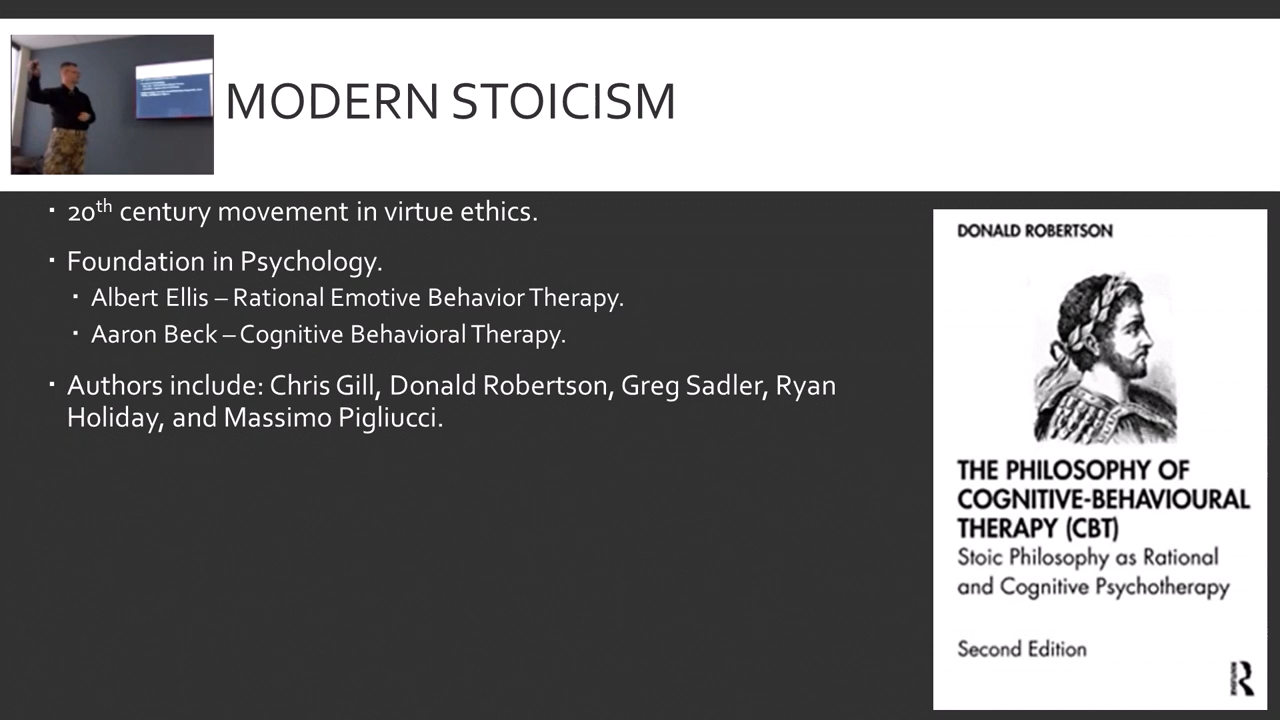 MODERN STOICISM
▪ 20th century movement in virtue ethics.
▪ Foundation in Psychology.
▪ Albert Ellis – Rational Emotive Behavior Therapy.
▪ Aaron Beck – Cognitive Behavioral Therapy.
▪ Authors include: Chris Gill, Donald Robertson, Greg Sadler, Ryan
Holiday, and Massimo Pigliucci.
DONALD ROBERTSON
THE PHILOSOPHY OF
COGNITIVE-BEHAVIOURAL
THERAPY (CBT)
Stoic Philosophy as Rational
and Cognitive Psychotherapy
Second Edition